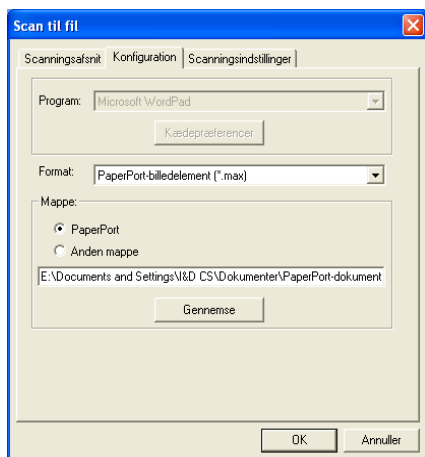 Scan til fil
Scanningsafsnit Konfiguration Scanningsindstillinger
Program: Microsoft WordPad
Kædepræferencer
Format: PaperPort-billedelement (*.max)
Mappe:
PaperPort
Anden mappe
E:\Documents and Settings\I&D CS\Dokumenter\PaperPort-dokument
Gennemse
OK Annuller